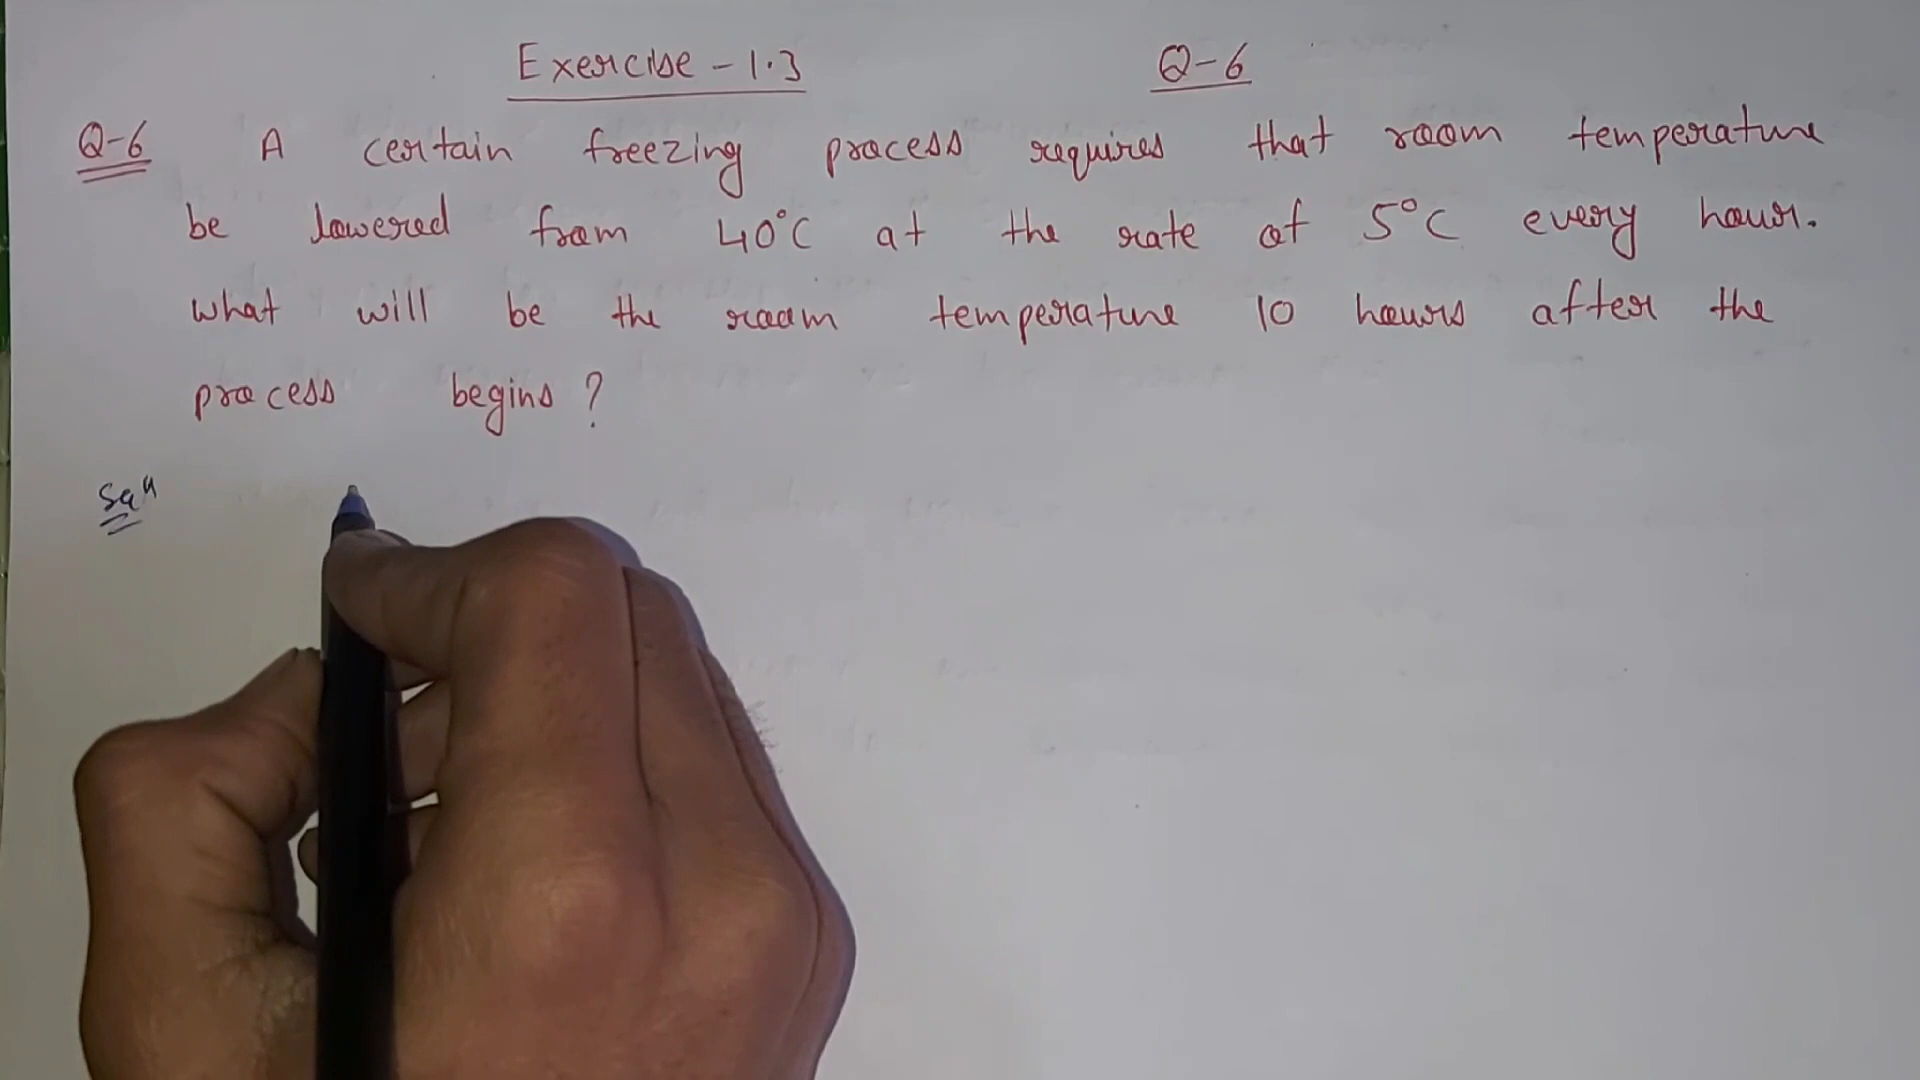 Exercise - 1.3 Q-6
Q-6 A certain freezing process requires that room temperature
be lowered from 40°C at the rate of 5°C every hour.
what will be the room temperature 10 hours after the
process begins?
Solⁿ